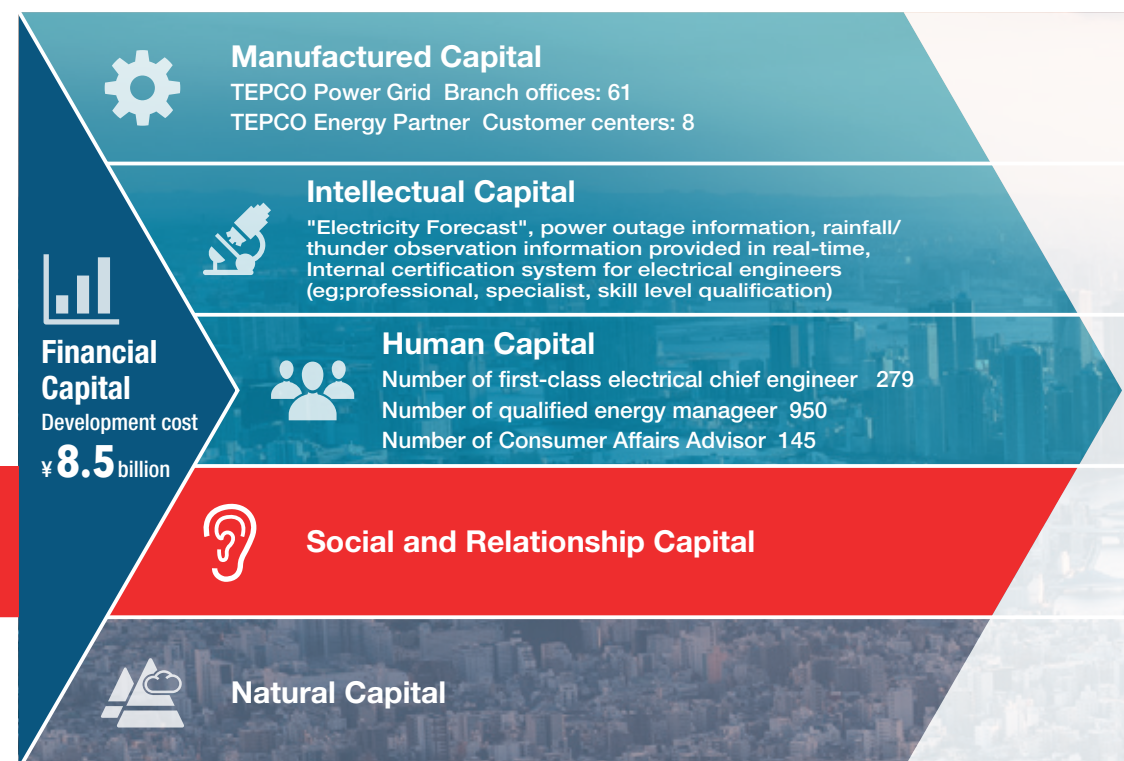 Manufactured Capital
TEPCO Power Grid  Branch offices: 61
TEPCO Energy Partner  Customer centers: 8
Intellectual Capital
"Electricity Forecast", power outage information, rainfall/
thunder observation information provided in real-time,
Internal certification system for electrical engineers
(eg;professional, specialist, skill level qualification)
Financial
Capital
Development cost
¥ 8.5 billion
Human Capital
Number of first-class electrical chief engineer  279
Number of qualified energy manageer  950
Number of Consumer Affairs Advisor  145
Social and Relationship Capital
Natural Capital